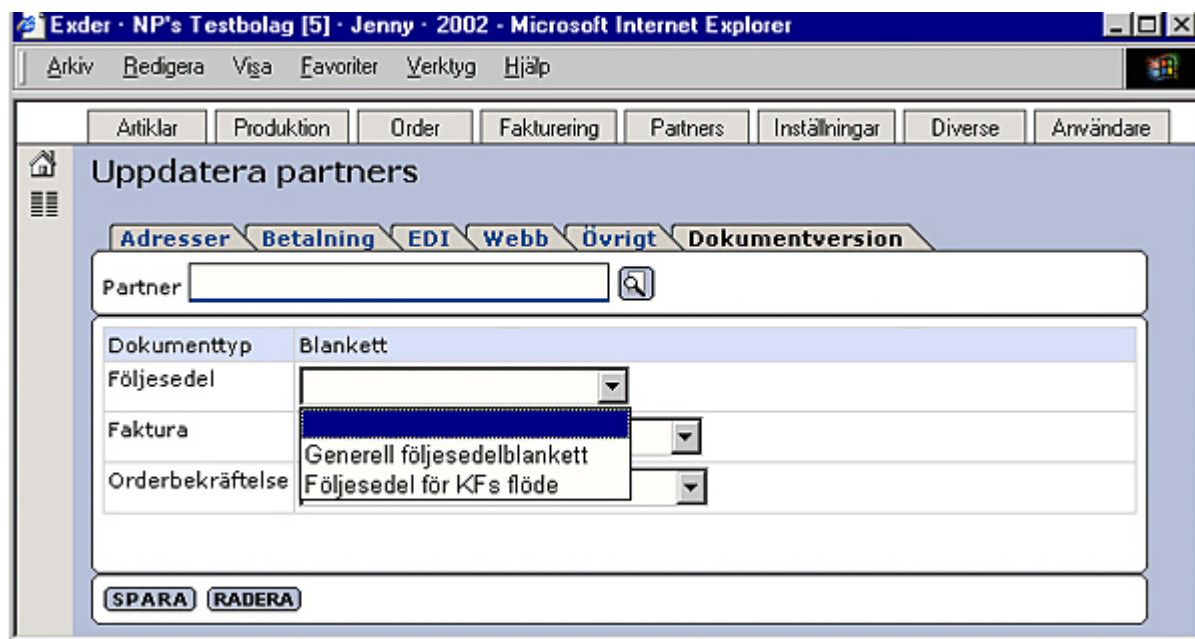 Exder · NP's Testbolag [5] · Jenny · 2002 - Microsoft Internet Explorer
Arkiv Redigera Visa Favoriter Verktyg Hjälp
Artiklar Produktion Order Fakturering Partners Inställningar Diverse Användare
Uppdatera partners
Adresser Betalning EDI Webb Övrigt Dokumentversion
Partner
Dokumenttyp Blankett
Följesedel
Faktura
Generell följesedelblankett
Orderbekräftelse Följesedel för KFs flöde
SPARA RADERA